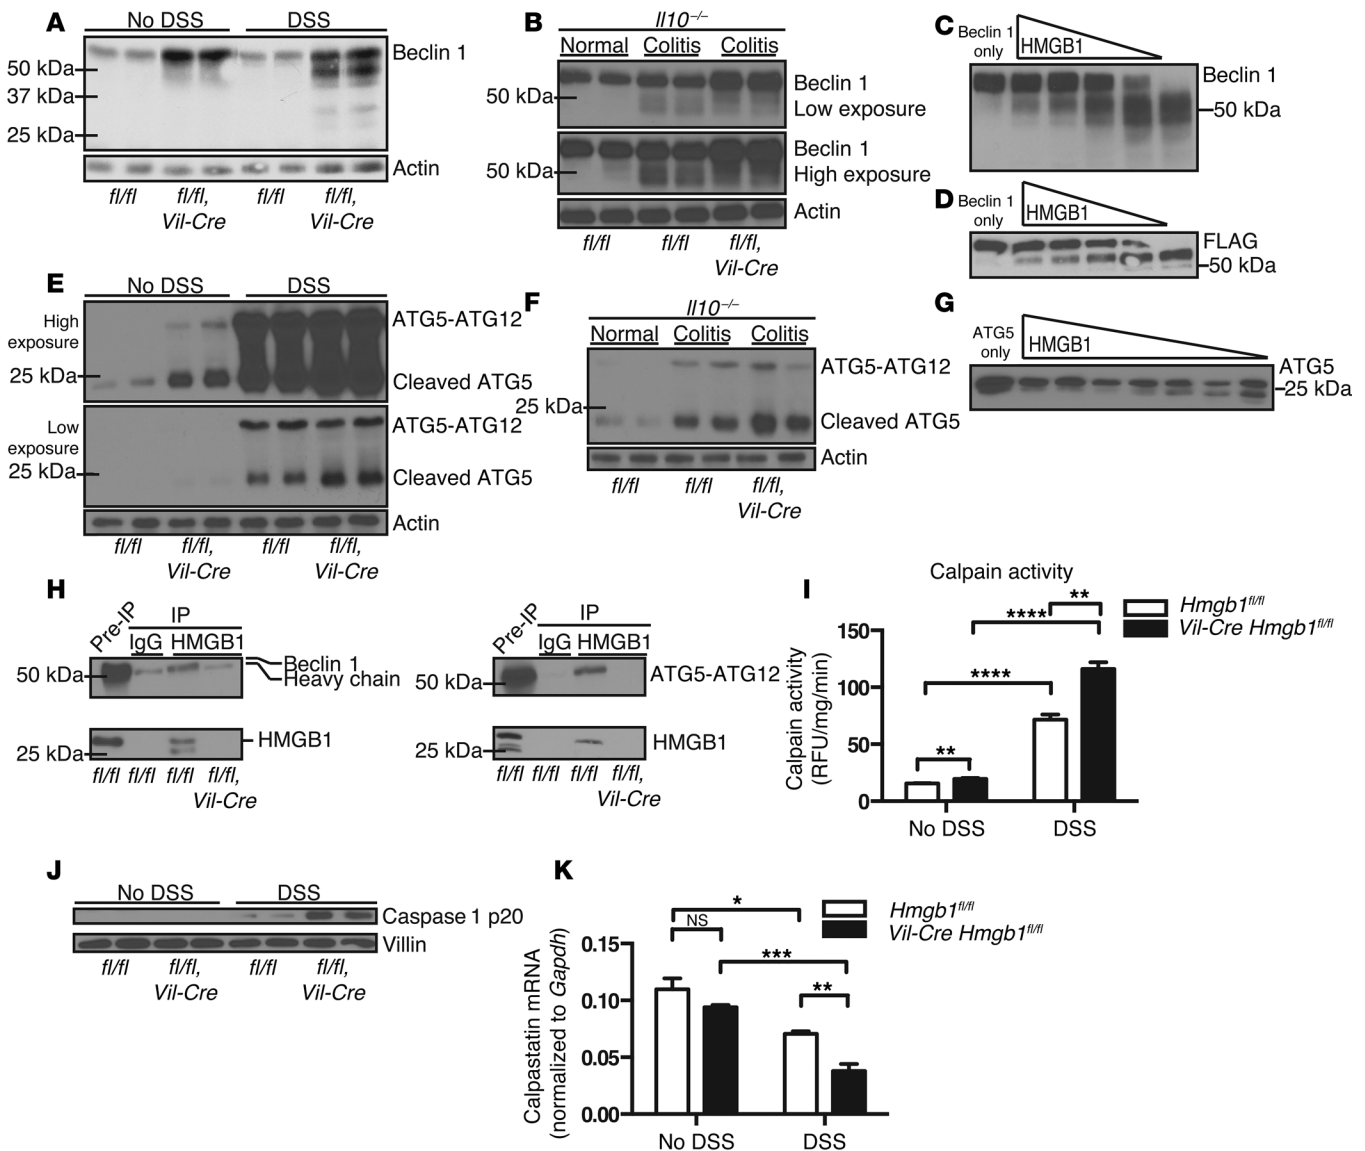 A
No DSS DSS
Beclin 1
50 kDa
37 kDa
25 kDa
Actin
fl/fl fl/fl, Vil-Cre fl/fl fl/fl, Vil-Cre
B
Il10–/–
Normal Colitis Colitis
50 kDa
Beclin 1
Low exposure
50 kDa
Beclin 1
High exposure
Actin
fl/fl fl/fl fl/fl, Vil-Cre
C
Beclin 1 only
HMGB1
Beclin 1
50 kDa
D
Beclin 1 only
HMGB1
FLAG
50 kDa
E
No DSS DSS
High exposure
ATG5-ATG12
25 kDa
Cleaved ATG5
Low exposure
ATG5-ATG12
25 kDa
Cleaved ATG5
Actin
fl/fl fl/fl, Vil-Cre fl/fl fl/fl, Vil-Cre
F
Il10–/–
Normal Colitis Colitis
ATG5-ATG12
25 kDa
Cleaved ATG5
Actin
fl/fl fl/fl fl/fl, Vil-Cre
G
ATG5 only
HMGB1
ATG5
25 kDa
H
Pre-IP
IP
IgG HMGB1
50 kDa
Beclin 1
Heavy chain
25 kDa
HMGB1
fl/fl fl/fl fl/fl fl/fl, Vil-Cre
Pre-IP
IP
IgG HMGB1
50 kDa
ATG5-ATG12
25 kDa
HMGB1
fl/fl fl/fl fl/fl fl/fl, Vil-Cre
I
Calpain activity
Hmgb1fl/fl
Vil-Cre Hmgb1fl/fl
**
****
****
**
Calpain activity
(RFU/mg/min)
150
100
50
0
No DSS DSS
J
No DSS DSS
Caspase 1 p20
Villin
fl/fl fl/fl, Vil-Cre fl/fl fl/fl, Vil-Cre
K
Hmgb1fl/fl
Vil-Cre Hmgb1fl/fl
*
NS
***
**
Calpastatin mRNA
(normalized to Gapdh)
0.15
0.10
0.05
0.00
No DSS DSS